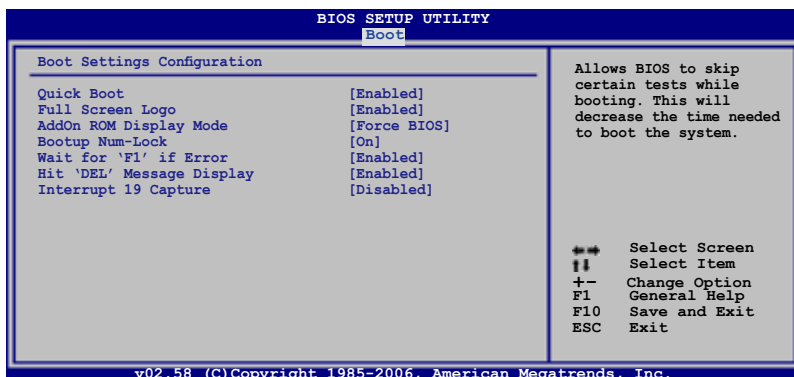 BIOS SETUP UTILITY
Boot
Boot Settings Configuration
Quick Boot [Enabled]
Full Screen Logo [Enabled]
AddOn ROM Display Mode [Force BIOS]
Bootup Num-Lock [On]
Wait for ‘F1’ if Error [Enabled]
Hit ‘DEL’ Message Display [Enabled]
Interrupt 19 Capture [Disabled]
Allows BIOS to skip
certain tests while
booting. This will
decrease the time needed
to boot the system.
Select Screen
Select Item
+- Change Option
F1 General Help
F10 Save and Exit
ESC Exit
v02.58 (C)Copyright 1985-2006, American Megatrends, Inc.